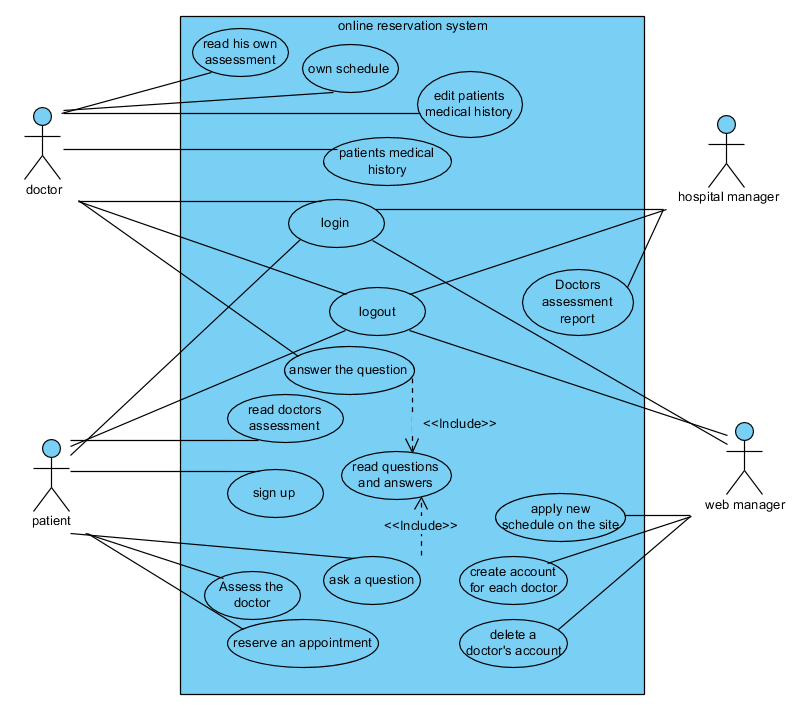 online reservation system
read his own
assessment
own schedule
edit patients
medical history
doctor
patients medical
history
hospital manager
login
Doctors
assessment
report
logout
answer the question
read doctors
assessment
<<Include>>
read questions
and answers
sign up
patient
web manager
apply new
schedule on the site
<<Include>>
ask a question
create account
for each doctor
Assess the
doctor
reserve an appointment
delete a
doctor's account